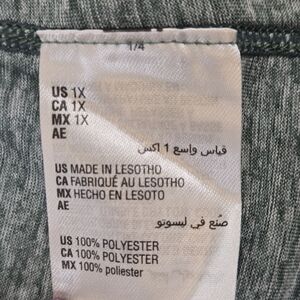 1/4
US 1X
CA 1X
MX 1X
AE
قياس واسع 1 اكس
US MADE IN LESOTHO
CA FABRIQUÉ AU LESOTHO
MX HECHO EN LESOTO
AE
صُنع في ليسوتو
US 100% POLYESTER
CA 100% POLYESTER
MX 100% poliester